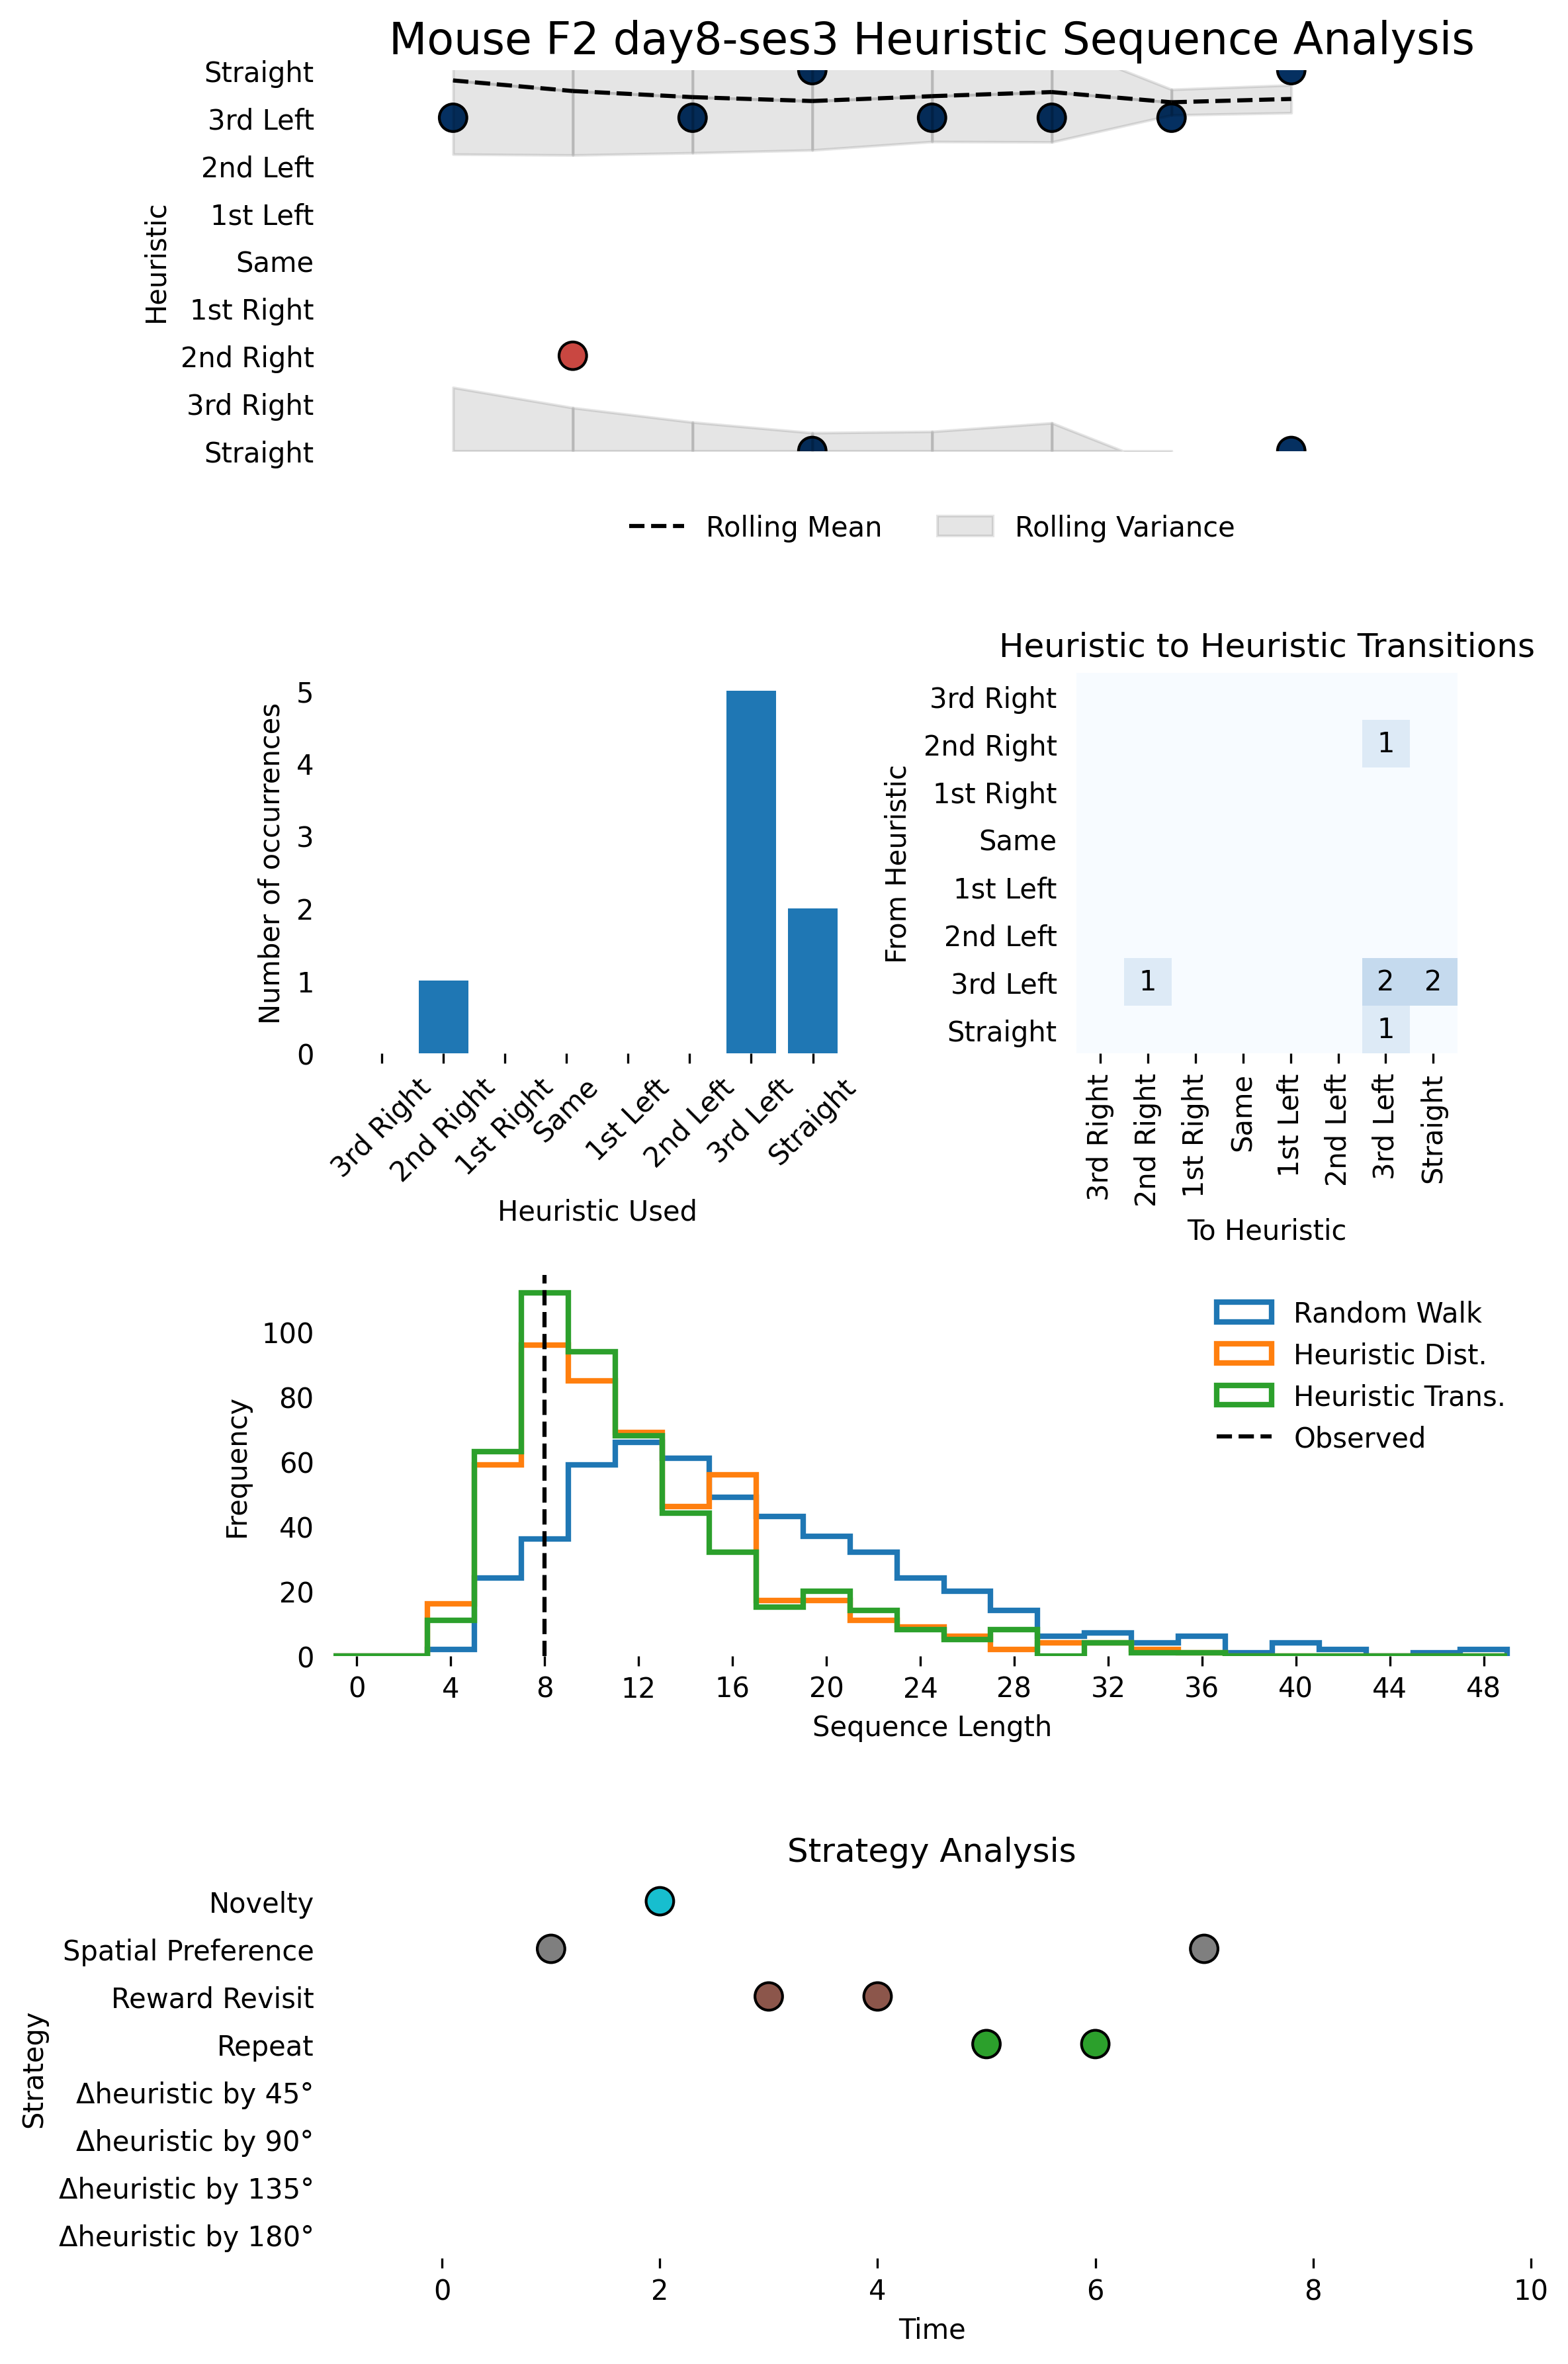 Mouse F2 day8-ses3 Heuristic Sequence Analysis
Heuristic
Straight
3rd Left
2nd Left
1st Left
Same
1st Right
2nd Right
3rd Right
Straight
Rolling Mean
Rolling Variance
Number of occurrences
5
4
3
2
1
0
3rd Right
2nd Right
1st Right
Same
1st Left
2nd Left
3rd Left
Straight
Heuristic Used
Heuristic to Heuristic Transitions
From Heuristic
3rd Right
2nd Right
1st Right
Same
1st Left
2nd Left
3rd Left
Straight
1
1 2 2
1
3rd Right
2nd Right
1st Right
Same
1st Left
2nd Left
3rd Left
Straight
To Heuristic
Frequency
100
80
60
40
20
0
0 4 8 12 16 20 24 28 32 36 40 44 48
Sequence Length
Random Walk
Heuristic Dist.
Heuristic Trans.
Observed
Strategy Analysis
Strategy
Novelty
Spatial Preference
Reward Revisit
Repeat
Δheuristic by 45°
Δheuristic by 90°
Δheuristic by 135°
Δheuristic by 180°
0 2 4 6 8 10
Time